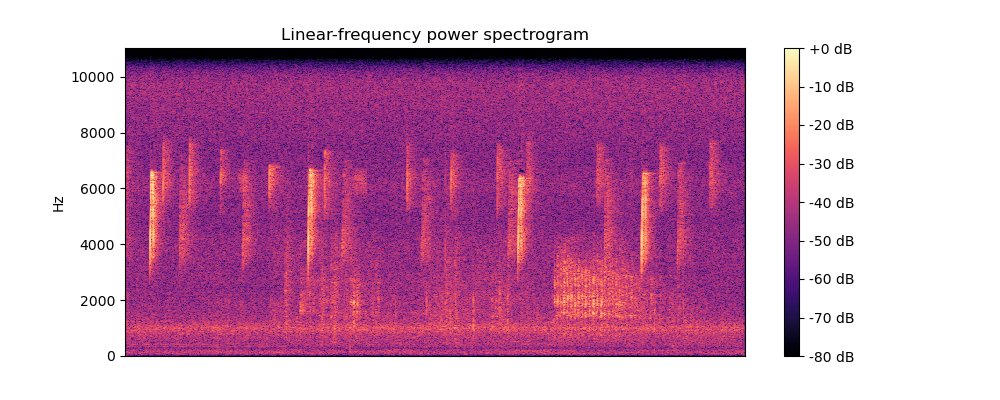 Linear-frequency power spectrogram
Hz
10000
8000
6000
4000
2000
0
+0 dB
-10 dB
-20 dB
-30 dB
-40 dB
-50 dB
-60 dB
-70 dB
-80 dB